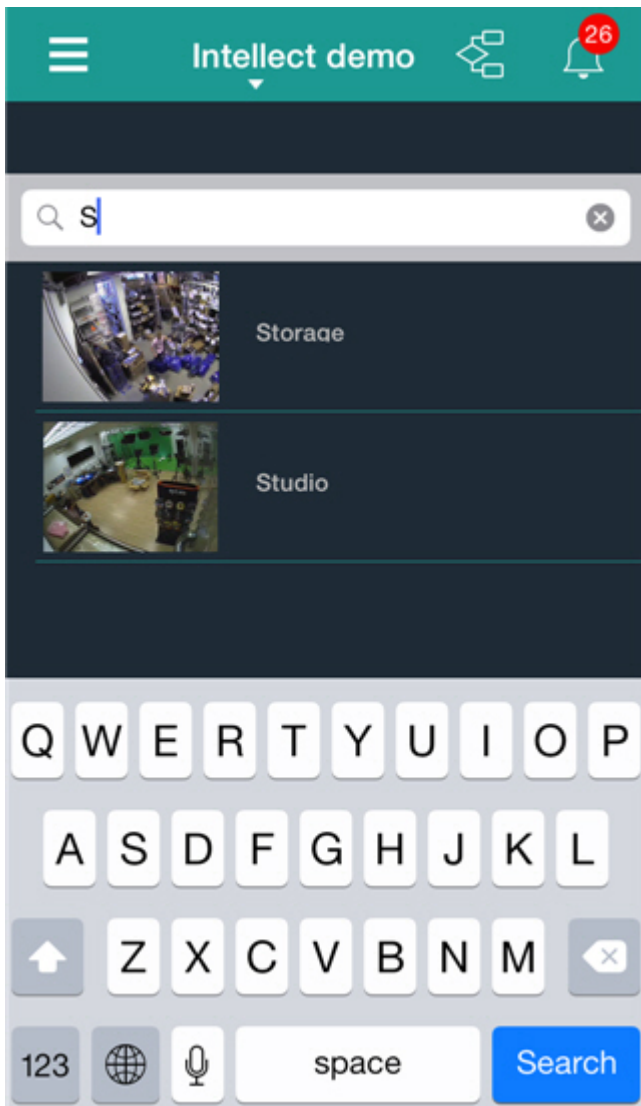 Intellect demo
26
S
Storage
Studio
Q W E R T Y U I O P
A S D F G H J K L
Z X C V B N M
123 space Search